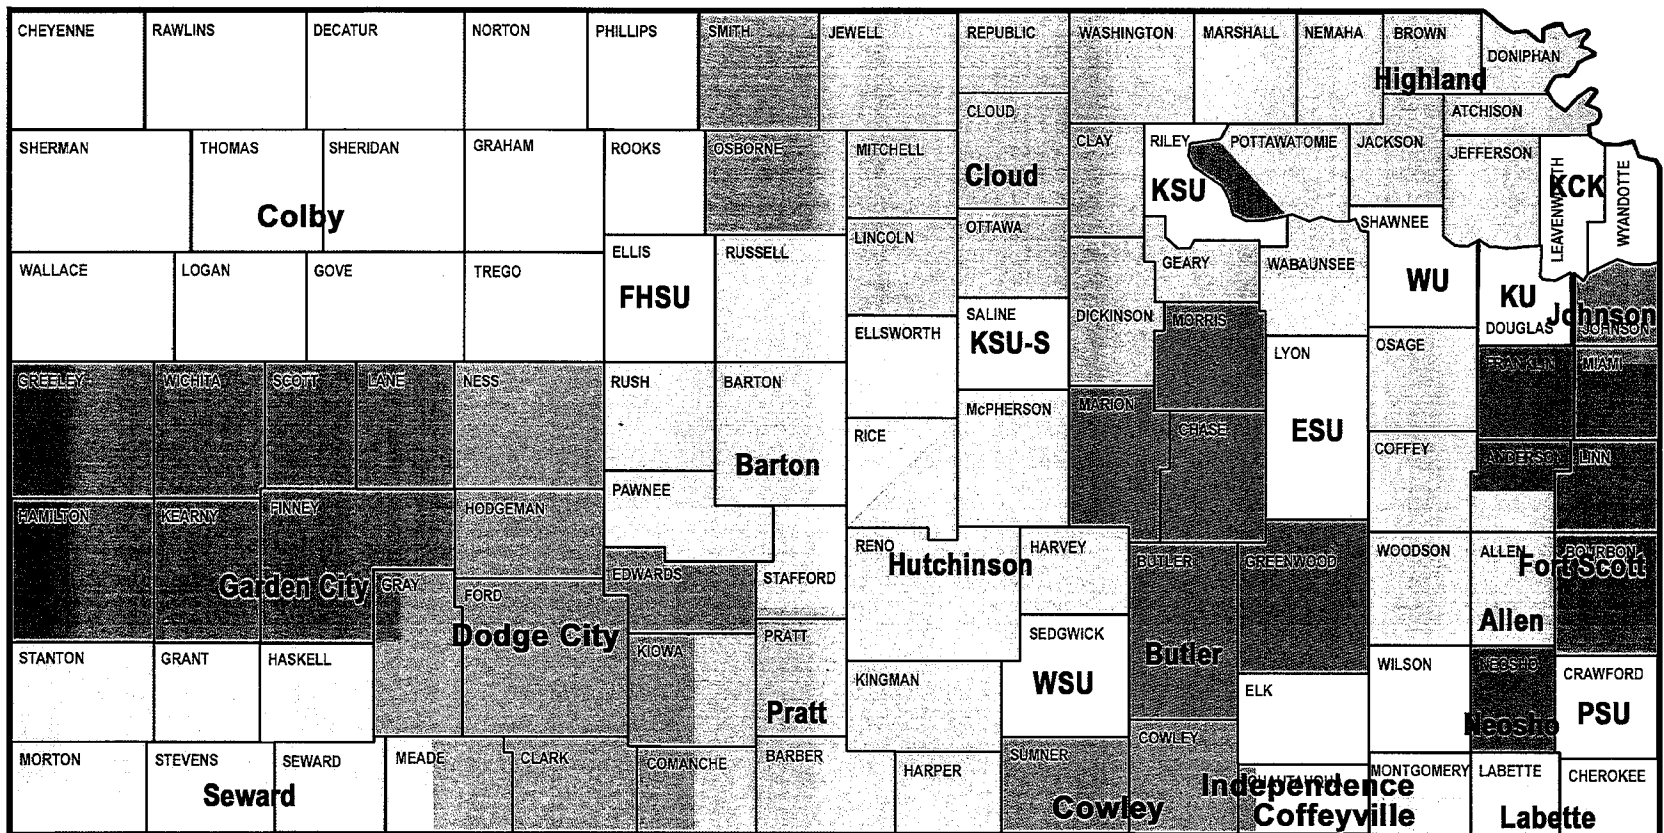 CHEYENNE RAWLINS DECATUR NORTON PHILLIPS SMITH JEWELL REPUBLIC WASHINGTON MARSHALL NEMAHA BROWN
DONIPHAN
Highland
CLOUD ATCHISON
SHERMAN THOMAS SHERIDAN GRAHAM ROOKS OSBORNE MITCHELL CLAY RILEY POTTAWATOMIE JACKSON JEFFERSON
Cloud KSU KCK
LEAVENWORTH WYANDOTTE
Colby
LINCOLN OTTAWA SHAWNEE
WALLACE LOGAN GOVE TREGO ELLIS RUSSELL GEARY WABAUNSEE
FHSU WU KU
ELLSWORTH SALINE DICKINSON MORRIS DOUGLAS Johnson
KSU-S JOHNSON
LYON OSAGE
GREELEY WICHITA SCOTT LANE NESS RUSH BARTON FRANKLIN MIAMI
McPHERSON MARION
RICE CHASE ESU
COFFEY ANDERSON LINN
Barton
PAWNEE
HAMILTON KEARNY FINNEY HODGEMAN
RENO HARVEY BUTLER GREENWOOD WOODSON ALLEN BOURBON
Hutchinson Fort Scott
Garden City GRAY EDWARDS STAFFORD
FORD
Allen
Dodge City KIOWA PRATT SEDGWICK
Butler
STANTON GRANT HASKELL KINGMAN WILSON NEOSHO CRAWFORD
WSU ELK
Pratt Neosho PSU
COWLEY
MORTON STEVENS SEWARD MEADE CLARK COMANCHE BARBER HARPER SUMNER
MONTGOMERY LABETTE CHEROKEE
CHAUTAUQUA
Seward Independence
Cowley Coffeyville Labette